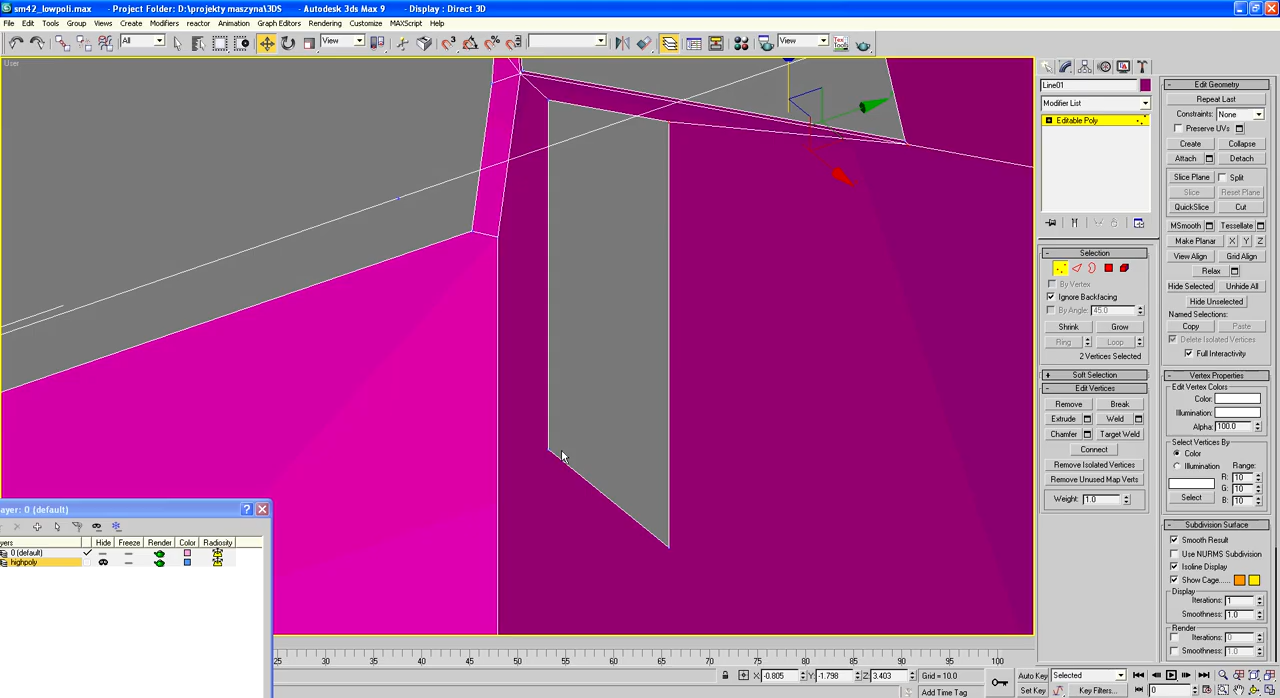 sm42_lowpoli.max - Project Folder: D:\projekty maszyna\3DS - Autodesk 3ds Max 9 - Display : Direct 3D
File Edit Tools Group Views Create Modifiers reactor Animation Graph Editors Rendering Customize MAXScript Help
All View View
User
Line01
Modifier List
Editable Poly
Selection
By Vertex
Ignore Backfacing
By Angle: 45.0
Shrink Grow
Ring Loop
2 Vertices Selected
Soft Selection
Edit Vertices
Remove Break
Extrude Weld
Chamfer Target Weld
Connect
Remove Isolated Vertices
Remove Unused Map Verts
Weight: 1.0
Edit Geometry
Repeat Last
Constraints: None
Preserve UVs
Create Collapse
Attach Detach
Slice Plane Split
Slice Reset Plane
QuickSlice Cut
MSmooth Tessellate
Make Planar X Y Z
View Align Grid Align
Relax
Hide Selected Unhide All
Hide Unselected
Named Selections:
Copy Paste
Delete Isolated Vertices
Full Interactivity
Vertex Properties
Edit Vertex Colors
Color:
Illumination:
Alpha: 100.0
Select Vertices By
Color
Illumination Range:
R: 10
G: 10
Select B: 10
Subdivision Surface
Smooth Result
Use NURMS Subdivision
Isoline Display
Show Cage......
Display
Iterations: 1
Smoothness: 1.0
Render
Iterations: 0
Smoothness: 1.0
ayer: 0 (default)
ayers Hide Freeze Render Color Radiosity
0 (default)
highpoly
25 30 35 40 45 50 55 60 65 70 75 80 85 90 95 100
X: -0.805 Y: -1.798 Z: 3.403 Grid = 10.0
Add Time Tag
Auto Key Selected
Set Key Key Filters...